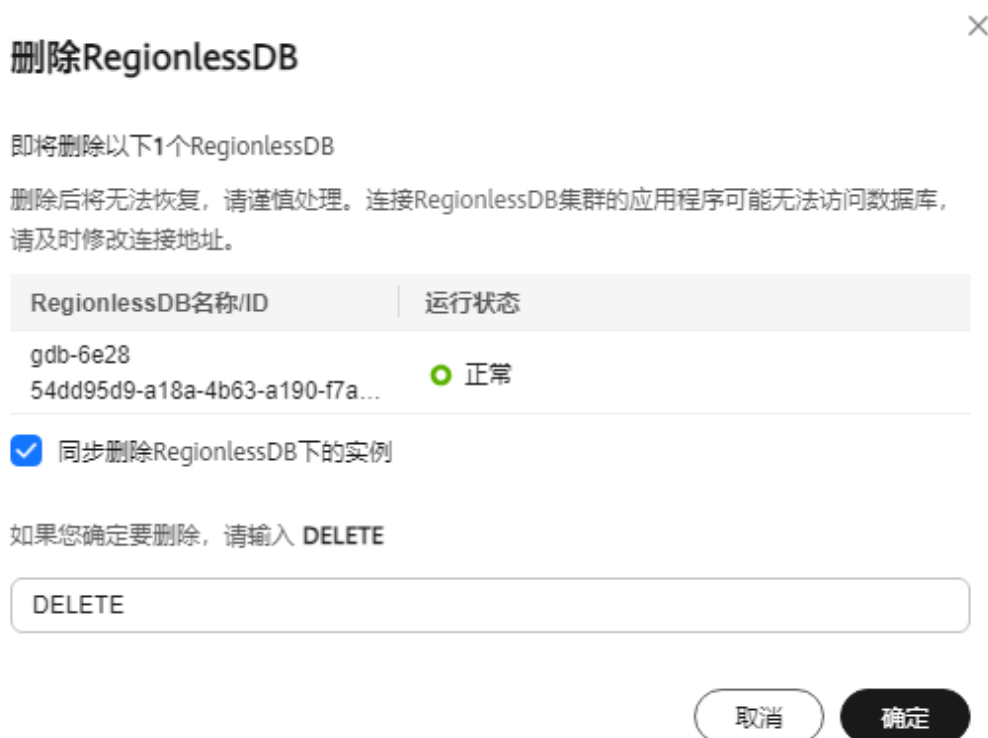 删除RegionlessDB
即将删除以下1个RegionlessDB
删除后将无法恢复，请谨慎处理。连接RegionlessDB集群的应用程序可能无法访问数据库，
请及时修改连接地址。
RegionlessDB名称/ID 运行状态
gdb-6e28
54dd95d9-a18a-4b63-a190-f7a...
正常
同步删除RegionlessDB下的实例
如果您确定要删除，请输入 DELETE
DELETE
取消 确定